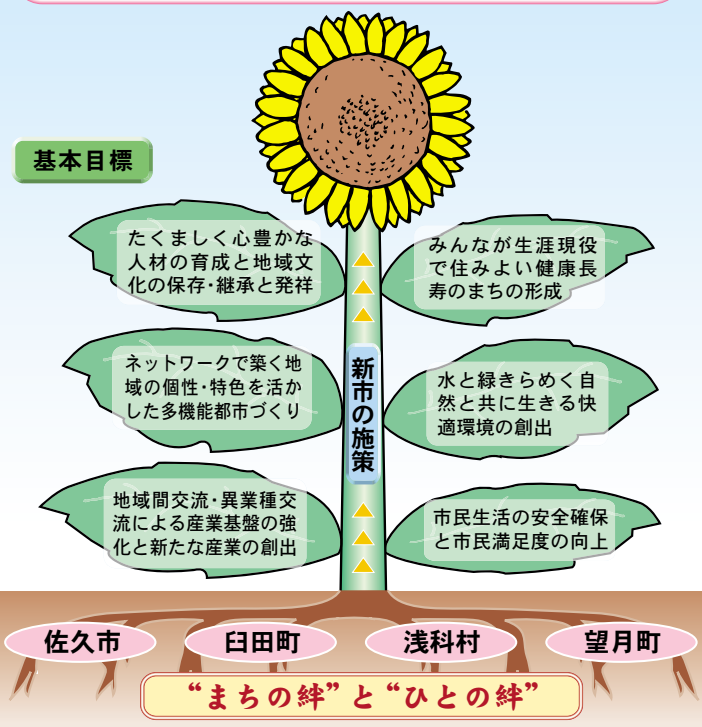 基本目標
たくましく心豊かな
人材の育成と地域文
化の保存・継承と発祥
みんなが生涯現役
で住みよい健康長
寿のまちの形成
ネットワークで築く地
域の個性・特色を活か
した多機能都市づくり
新市の施策
水と緑きらめく自
然と共に生きる快
適環境の創出
地域間交流・異業種交
流による産業基盤の強
化と新たな産業の創出
市民生活の安全確保
と市民満足度の向上
佐久市
臼田町
浅科村
望月町
“まちの絆”と“ひとの絆”